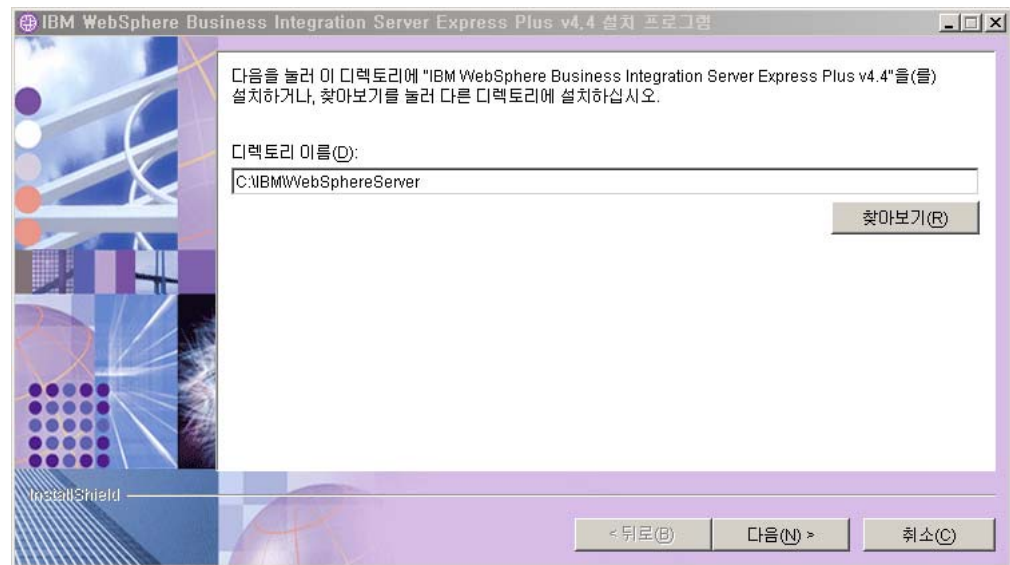 IBM WebSphere Business Integration Server Express Plus v4.4 설치 프로그램
다음을 눌러 이 디렉토리에 "IBM WebSphere Business Integration Server Express Plus v4.4"을(를)
설치하거나, 찾아보기를 눌러 다른 디렉토리에 설치하십시오.
디렉토리 이름(D):
C:\IBM\WebSphereServer
찾아보기(R)
InstallShield
< 뒤로(B)
다음(N) >
취소(C)